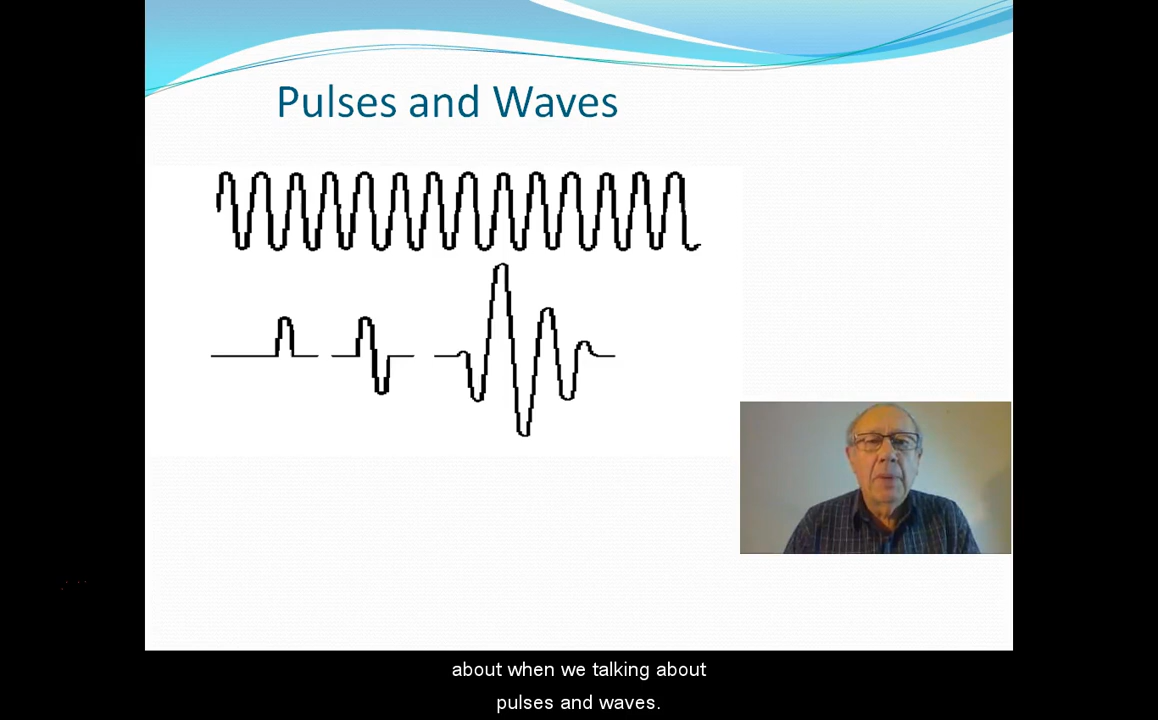 Pulses and Waves
about when we talking about
pulses and waves.